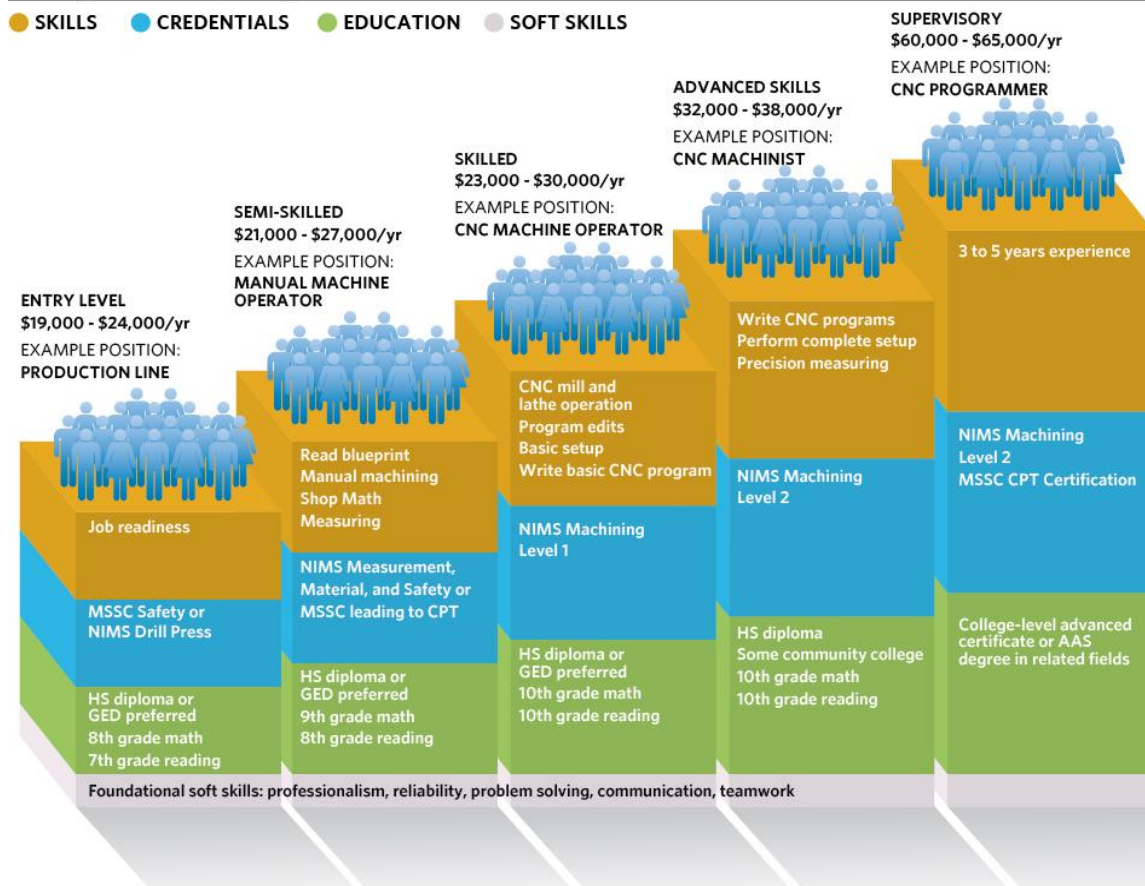 SKILLS
CREDENTIALS
EDUCATION
SOFT SKILLS
ENTRY LEVEL
$19,000 - $24,000/yr
EXAMPLE POSITION:
PRODUCTION LINE
Job readiness
MSSC Safety or
NIMS Drill Press
HS diploma or
GED preferred
8th grade math
7th grade reading
SEMI-SKILLED
$21,000 - $27,000/yr
EXAMPLE POSITION:
MANUAL MACHINE
OPERATOR
Read blueprint
Manual machining
Shop Math
Measuring
NIMS Measurement,
Material, and Safety or
MSSC leading to CPT
HS diploma or
GED preferred
9th grade math
8th grade reading
SKILLED
$23,000 - $30,000/yr
EXAMPLE POSITION:
CNC MACHINE OPERATOR
CNC mill and
lathe operation
Program edits
Basic setup
Write basic CNC program
NIMS Machining
Level 1
HS diploma or
GED preferred
10th grade math
10th grade reading
ADVANCED SKILLS
$32,000 - $38,000/yr
EXAMPLE POSITION:
CNC MACHINIST
Write CNC programs
Perform complete setup
Precision measuring
NIMS Machining
Level 2
HS diploma
Some community college
10th grade math
10th grade reading
SUPERVISORY
$60,000 - $65,000/yr
EXAMPLE POSITION:
CNC PROGRAMMER
3 to 5 years experience
NIMS Machining
Level 2
MSSC CPT Certification
College-level advanced
certificate or AAS
degree in related fields
Foundational soft skills: professionalism, reliability, problem solving, communication, teamwork